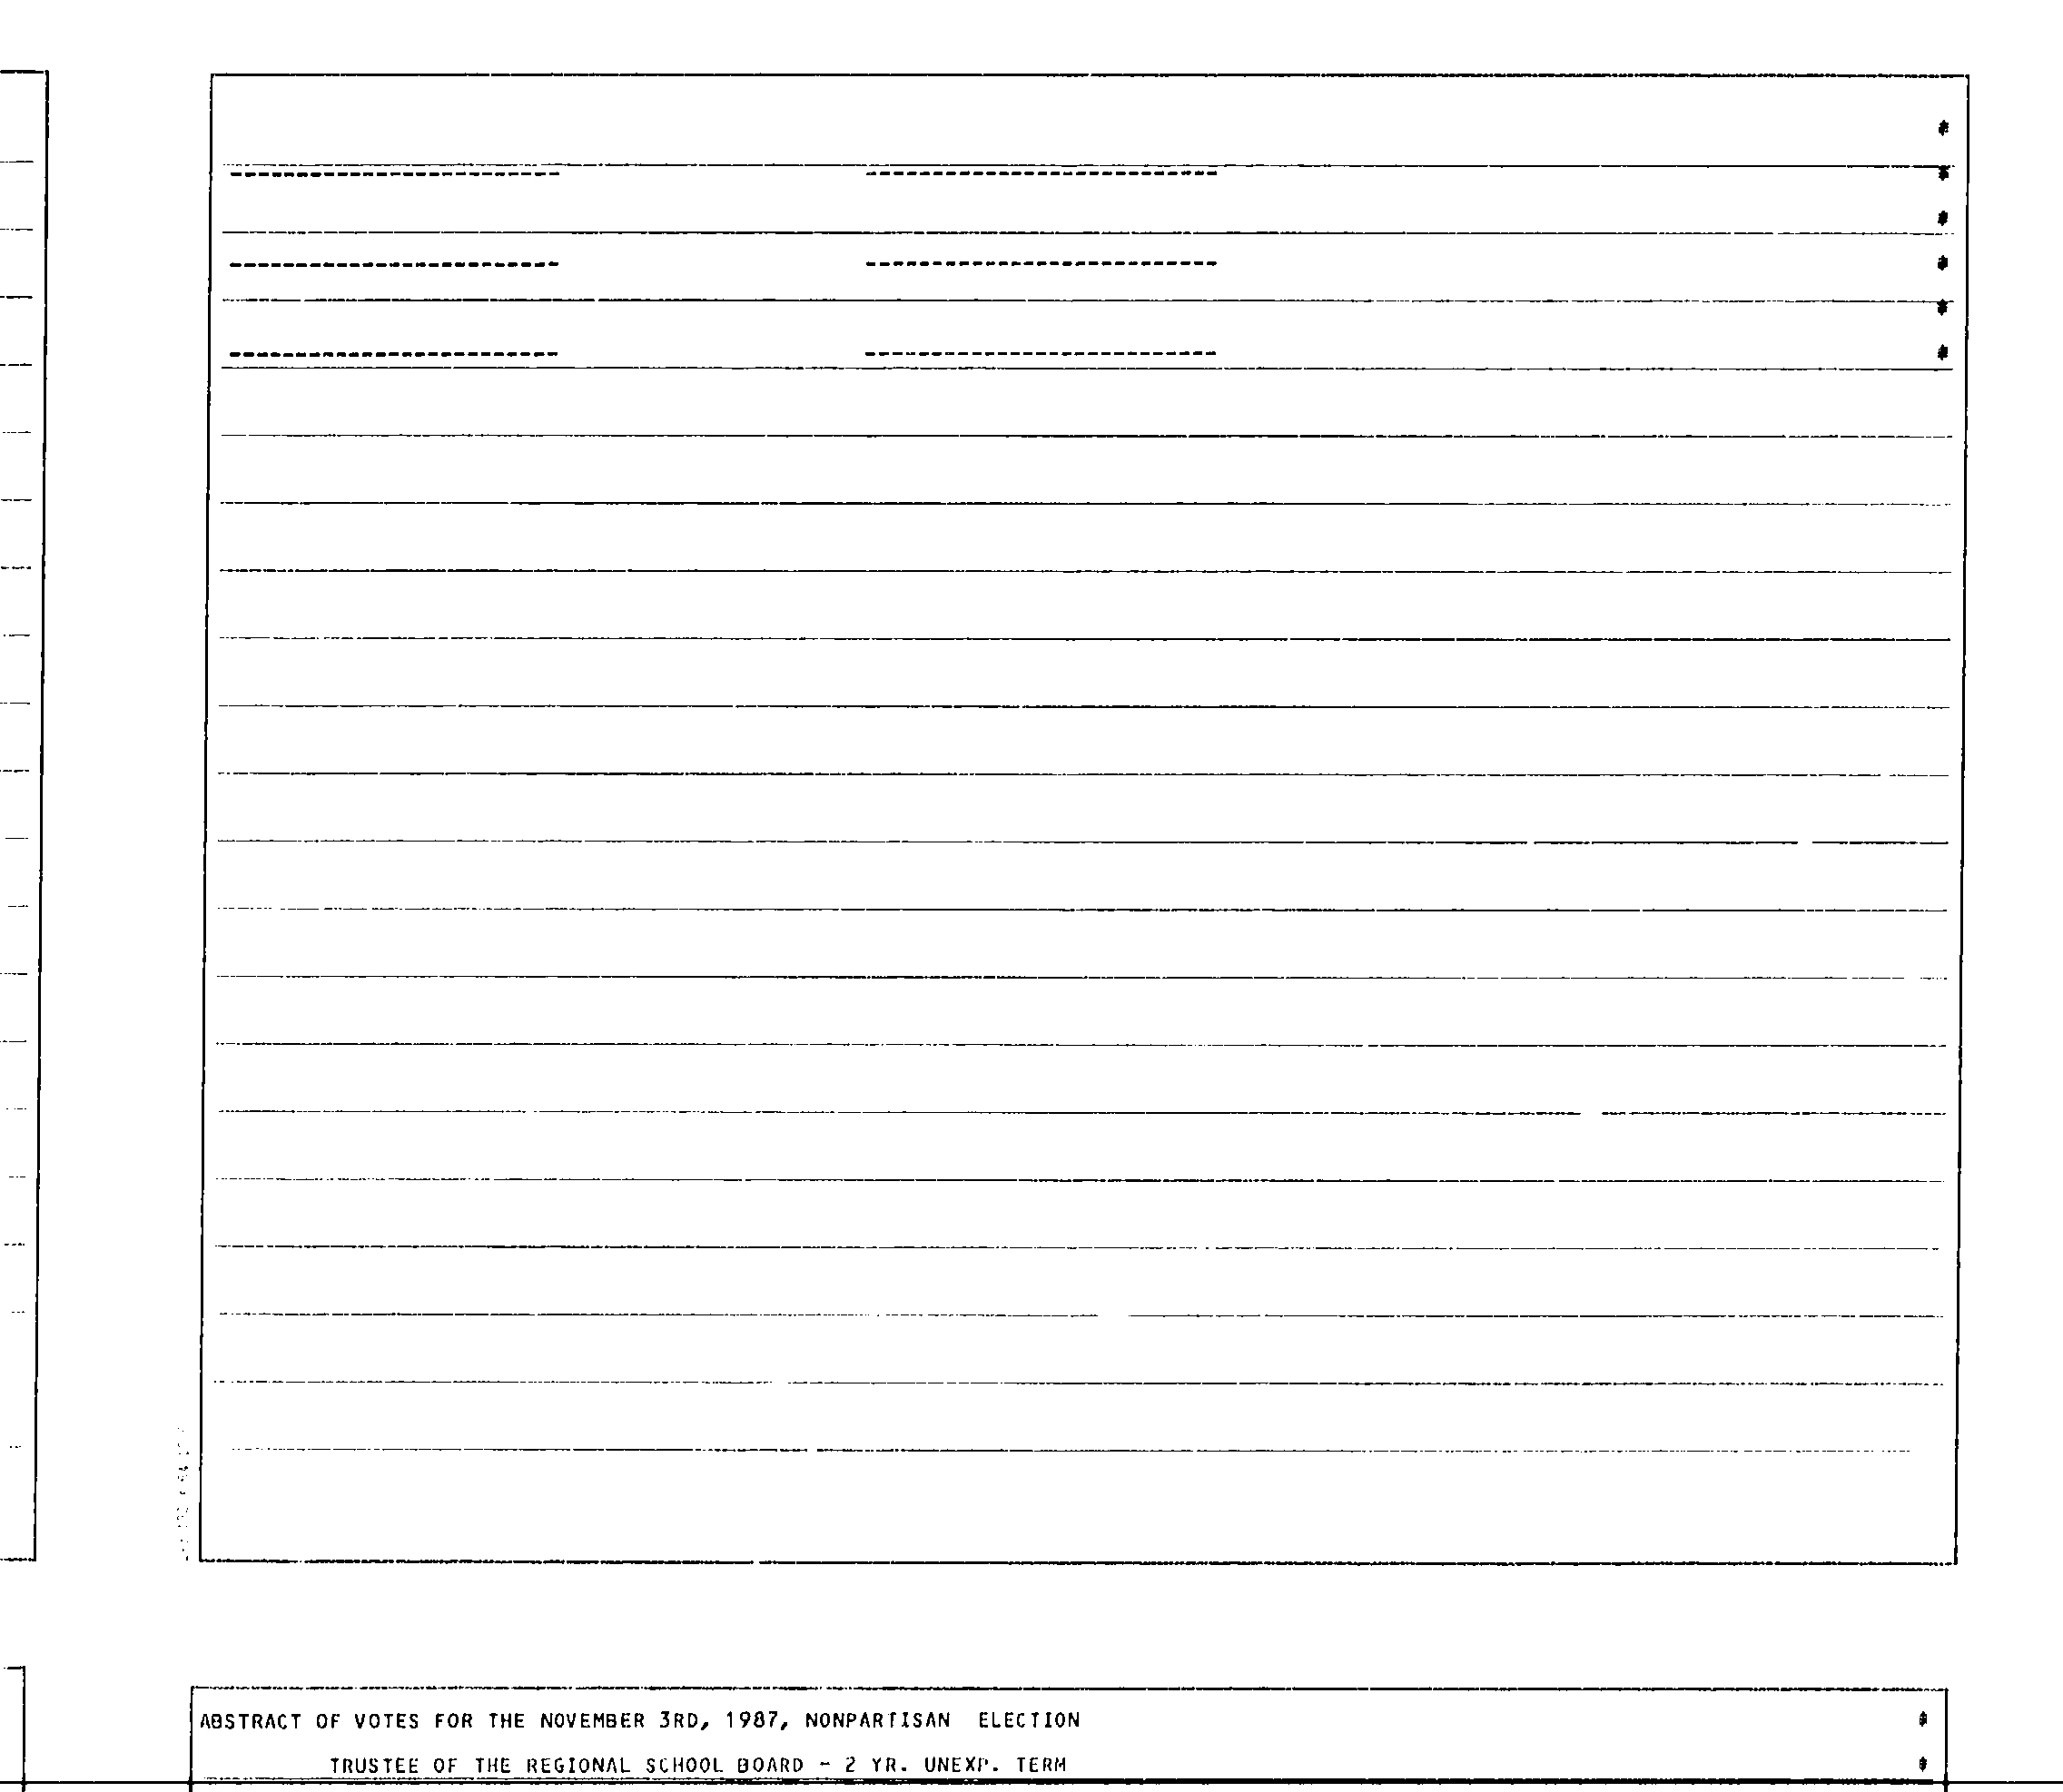 #
------------------------- --------------------------- #
#
------------------------- --------------------------- #
#
------------------------- --------------------------- #
ABSTRACT OF VOTES FOR THE NOVEMBER 3RD, 1987, NONPARTISAN ELECTION #
TRUSTEE OF THE REGIONAL SCHOOL BOARD - 2 YR. UNEXP. TERM #